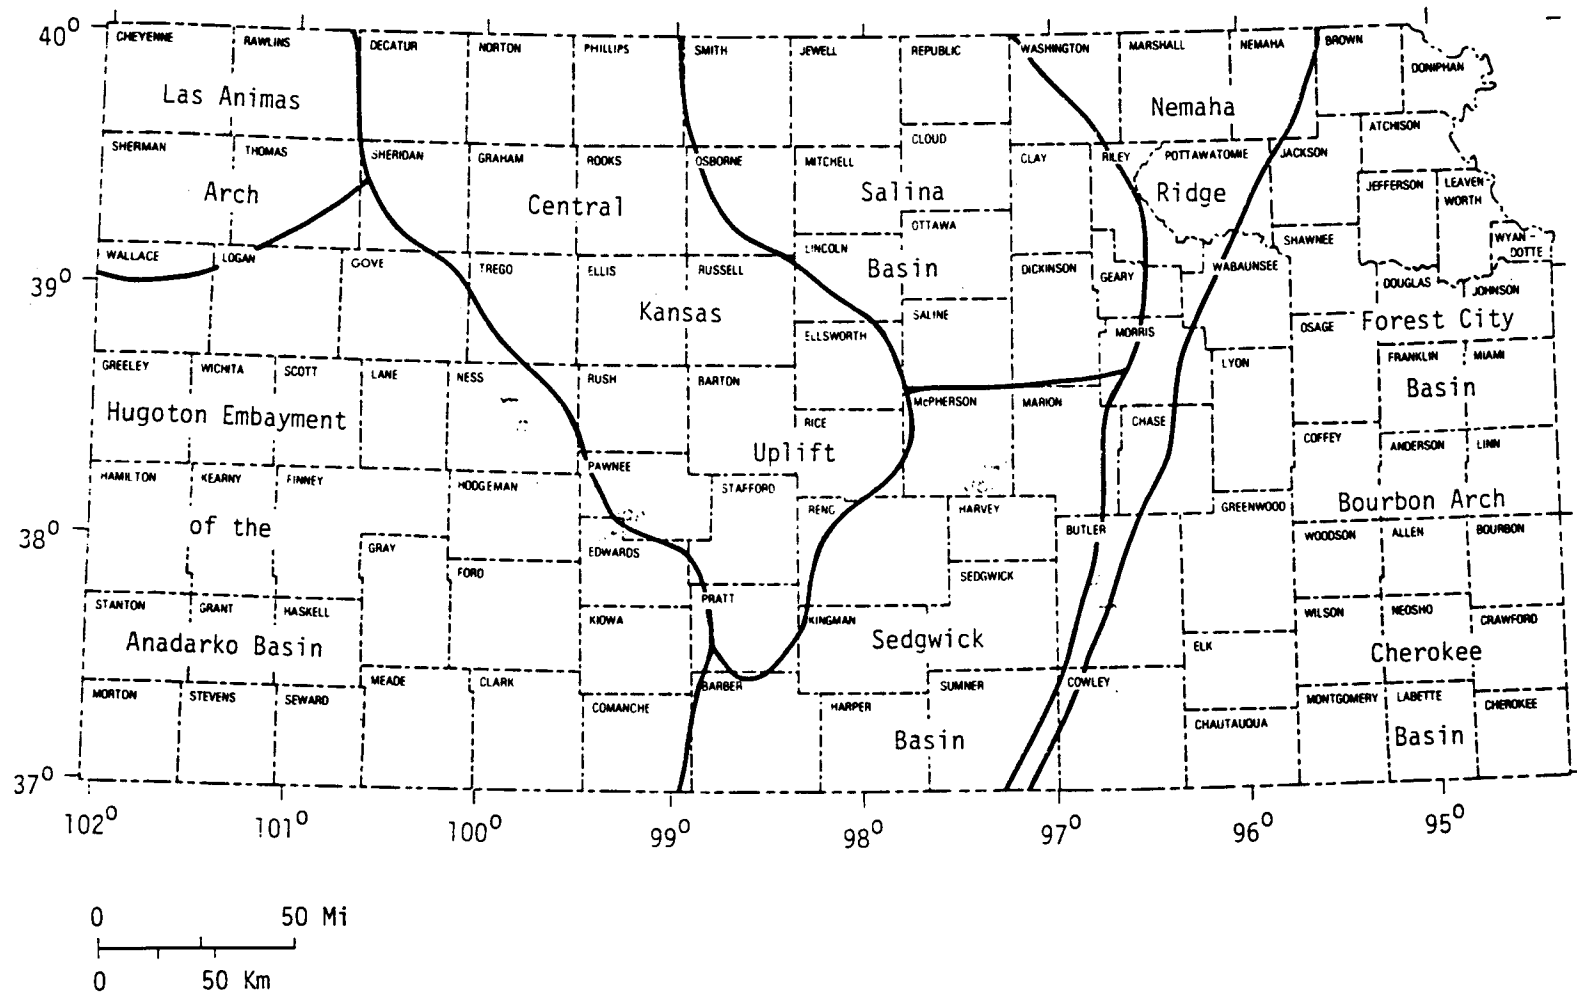 40°
CHEYENNE RAWLINS DECATUR NORTON PHILLIPS SMITH JEWELL REPUBLIC WASHINGTON MARSHALL NEMAHA BROWN
DONIPHAN
Las Animas
Nemaha
ATCHISON
CLOUD
SHERMAN THOMAS SHERIDAN GRAHAM ROOKS OSBORNE MITCHELL CLAY RILEY POTTAWATOMIE JACKSON
JEFFERSON LEAVEN-
WORTH
Arch
Central
Salina
Ridge
OTTAWA
SHAWNEE
WYAN-
DOTTE
WALLACE LOGAN GOVE TREGO ELLIS RUSSELL LINCOLN
Basin
DICKINSON GEARY WABAUNSEE
39°
DOUGLAS JOHNSON
Kansas
SALINE
OSAGE
Forest City
ELLSWORTH
MORRIS
FRANKLIN MIAMI
GREELEY WICHITA SCOTT LANE NESS RUSH BARTON
LYON
Basin
McPHERSON MARION
Hugoton Embayment
RICE
CHASE
COFFEY ANDERSON LINN
Uplift
PAWNEE
HAMILTON KEARNY FINNEY HODGEMAN STAFFORD
RENO HARVEY
GREENWOOD
Bourbon Arch
of the
38°
BUTLER
WOODSON ALLEN BOURBON
GRAY
EDWARDS
FORD
SEDGWICK
PRATT
STANTON GRANT HASKELL
WILSON NEOSHO CRAWFORD
KIOWA KINGMAN
Anadarko Basin
Sedgwick
ELK
Cherokee
MEADE CLARK BARBER SUMNER COWLEY
MORTON STEVENS SEWARD COMANCHE HARPER
MONTGOMERY LABETTE CHEROKEE
CHAUTAUQUA
Basin
Basin
37°
102° 101° 100° 99° 98° 97° 96° 95°
0 50 Mi
0 50 Km